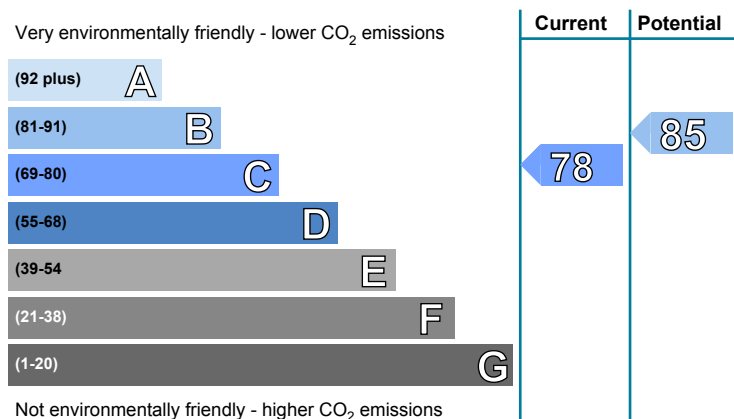 Current Potential
Very environmentally friendly - lower CO2 emissions
(92 plus) A
(81-91) B
85
(69-80) C
78
(55-68) D
(39-54 E
(21-38) F
(1-20) G
Not environmentally friendly - higher CO2 emissions